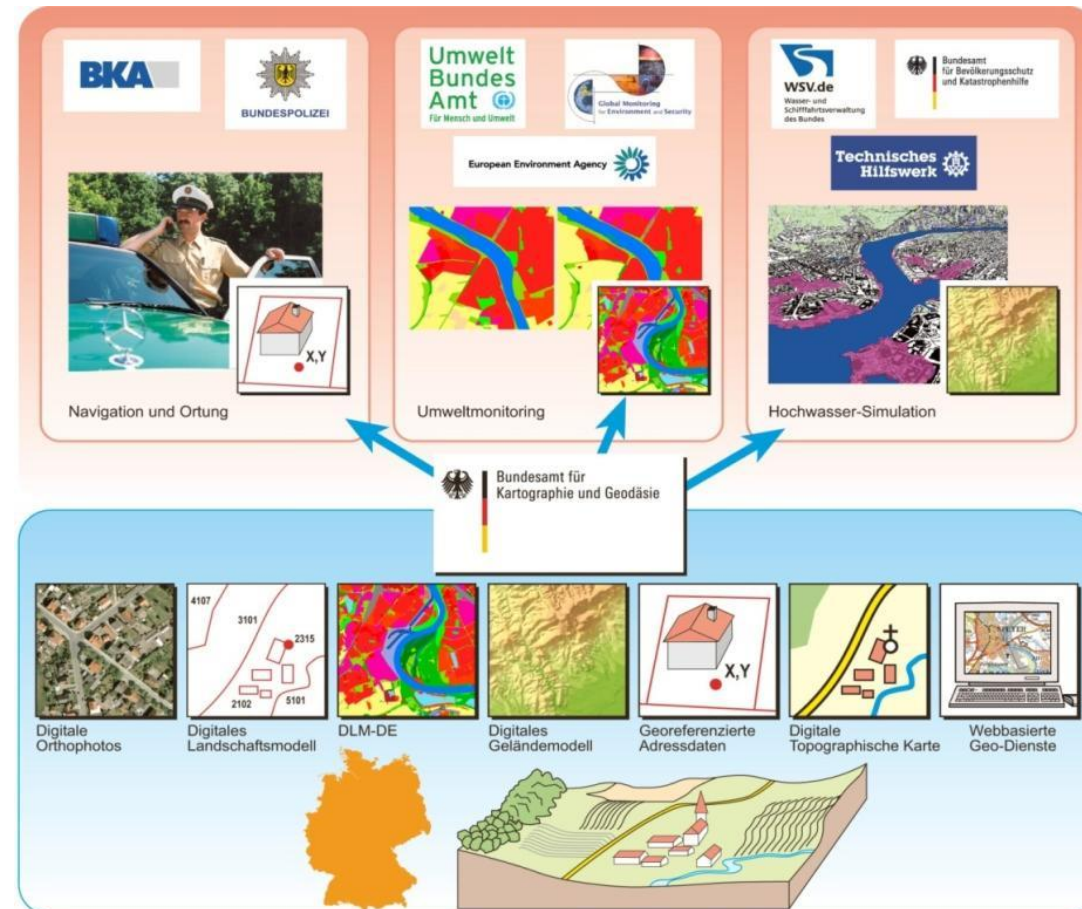 BKA
BUNDESPOLIZEI
Umwelt
Bundes
Amt
Für Mensch und Umwelt
Global Monitoring
for Environment and Security
European Environment Agency
WSV.de
Wasser- und
Schifffahrtsverwaltung
des Bundes
Bundesamt
für Bevölkerungsschutz
und Katastrophenhilfe
Technisches
Hilfswerk
X,Y
Navigation und Ortung
Umweltmonitoring
Hochwasser-Simulation
Bundesamt für
Kartographie und Geodäsie
4107
3101
2315
2102
5101
X,Y
Digitale
Orthophotos
Digitales
Landschaftsmodell
DLM-DE
Digitales
Geländemodell
Georeferenzierte
Adressdaten
Digitale
Topographische Karte
Webbasierte
Geo-Dienste